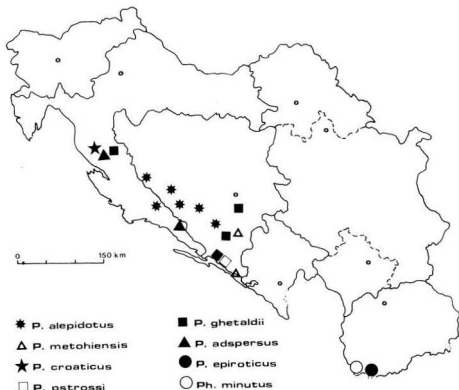 0 150 km
P. alepidotus
P. metohiensis
P. croaticus
P. ostrossi
P. ghetaldii
P. adspersus
P. epiroticus
Ph. minutus